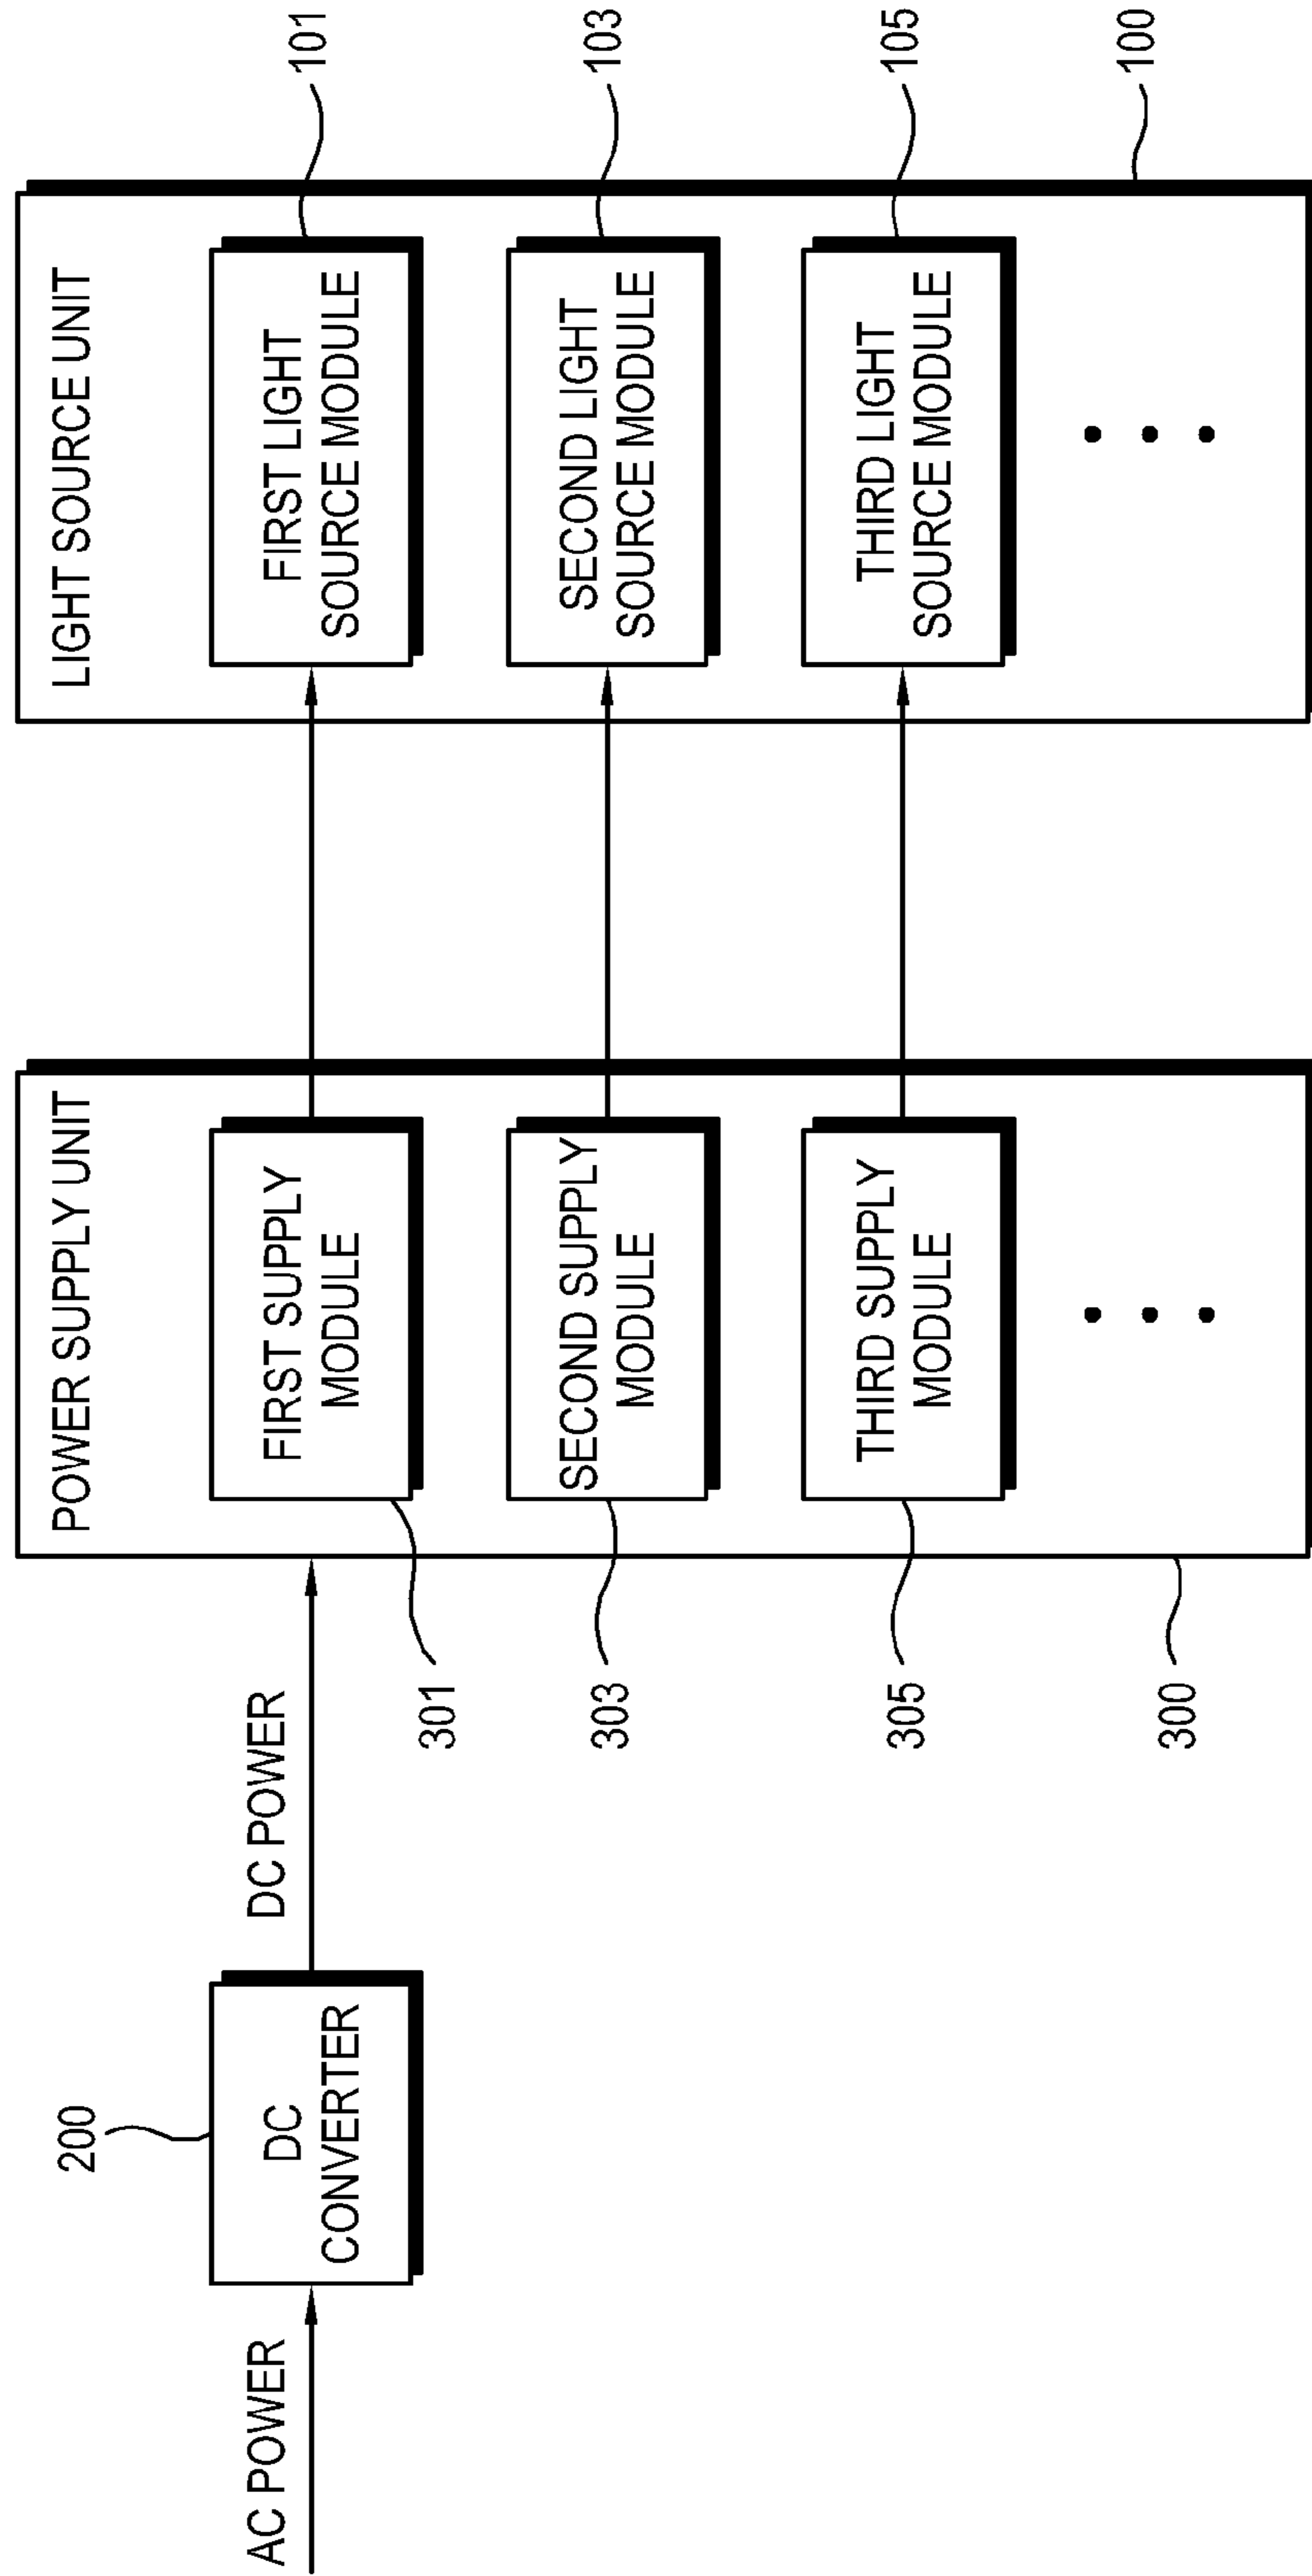 AC POWER
200
DC
CONVERTER
DC POWER
POWER SUPPLY UNIT
FIRST SUPPLY
MODULE
301
SECOND SUPPLY
MODULE
303
THIRD SUPPLY
MODULE
305
300
LIGHT SOURCE UNIT
FIRST LIGHT
SOURCE MODULE
101
SECOND LIGHT
SOURCE MODULE
103
THIRD LIGHT
SOURCE MODULE
105
100